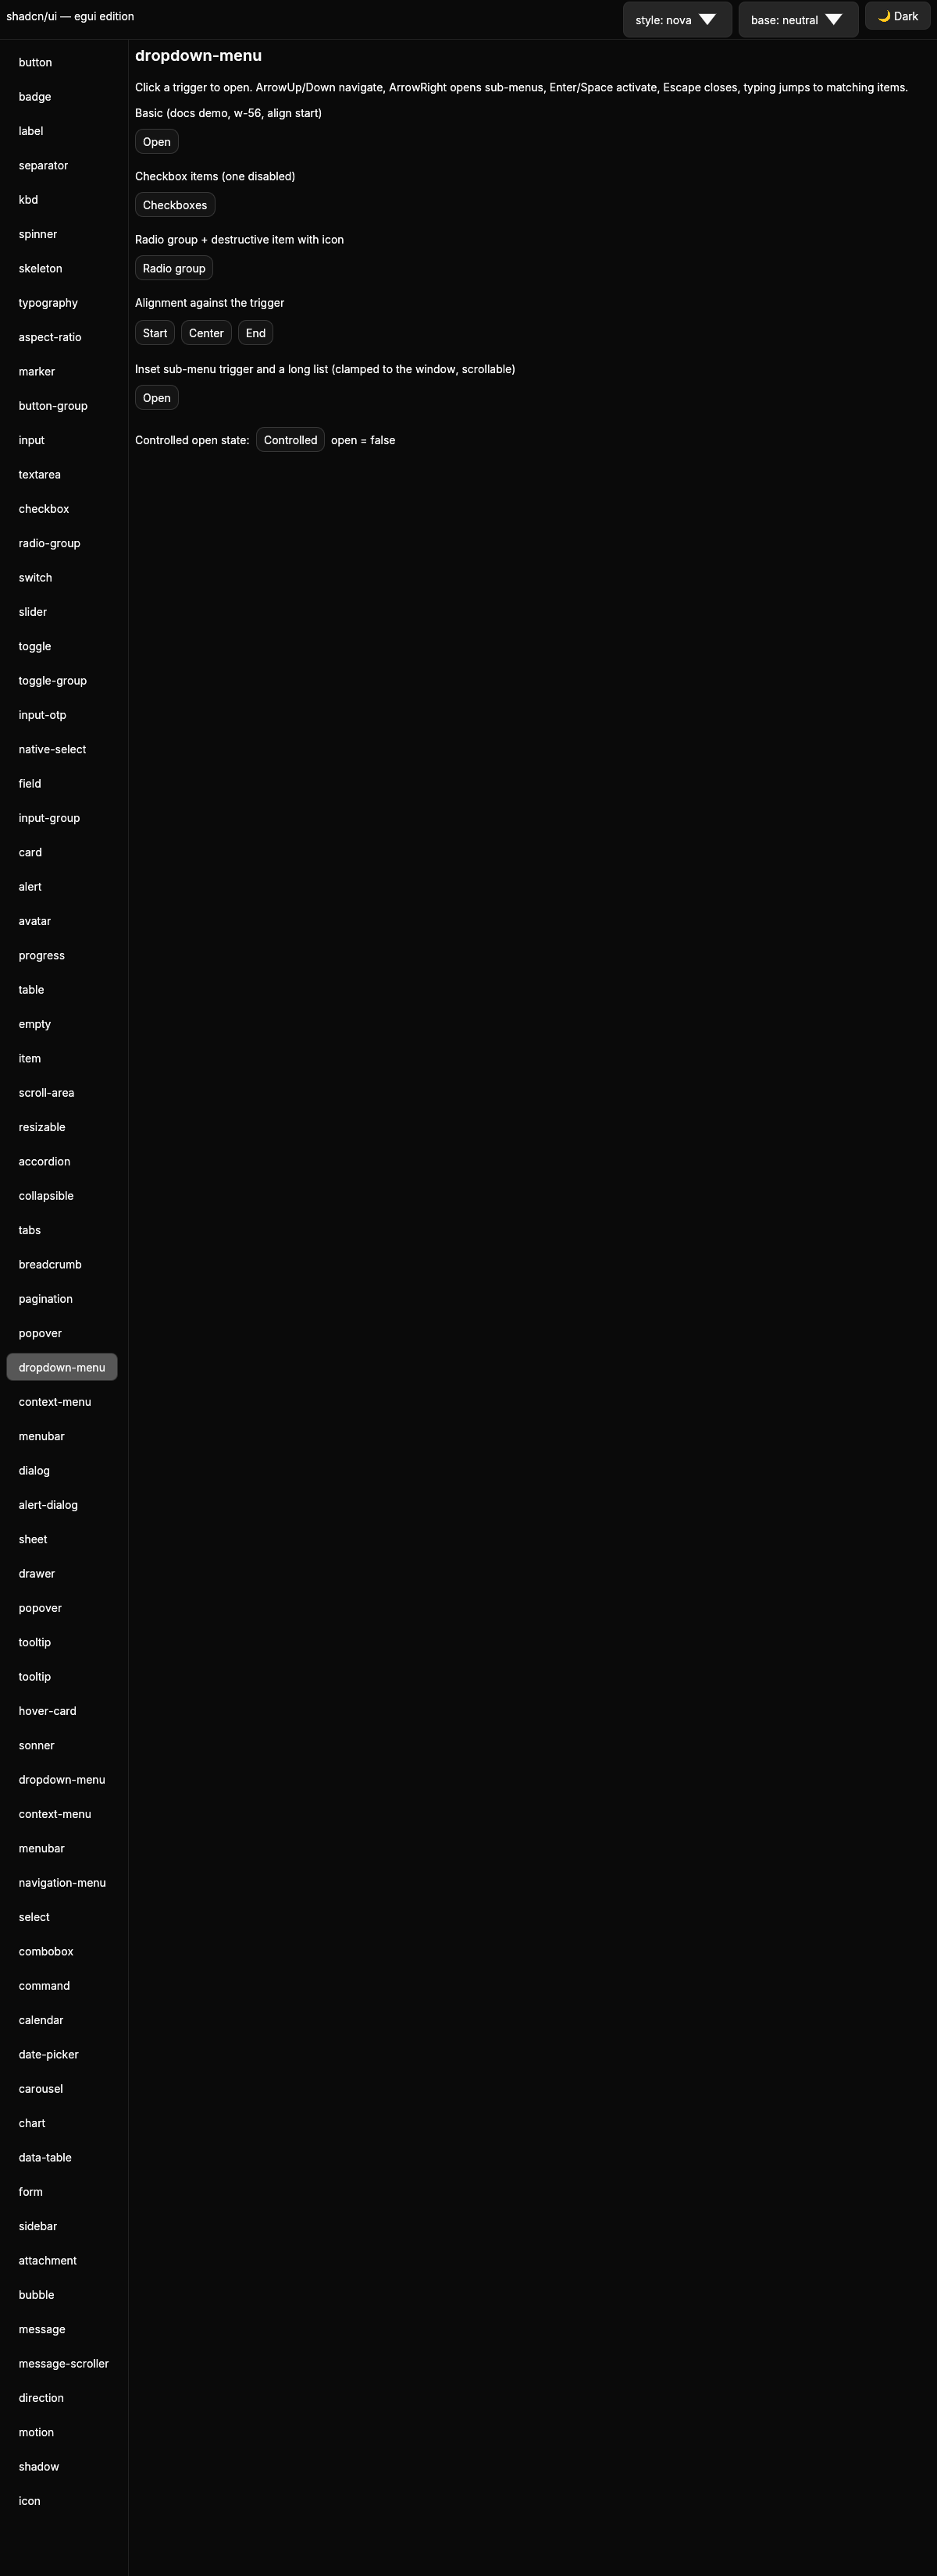 shadcn/ui — egui edition
style: nova
base: neutral
🌙 Dark
button
badge
label
separator
kbd
spinner
skeleton
typography
aspect-ratio
marker
button-group
input
textarea
checkbox
radio-group
switch
slider
toggle
toggle-group
input-otp
native-select
field
input-group
card
alert
avatar
progress
table
empty
item
scroll-area
resizable
accordion
collapsible
tabs
breadcrumb
pagination
popover
dropdown-menu
context-menu
menubar
dialog
alert-dialog
sheet
drawer
popover
tooltip
tooltip
hover-card
sonner
dropdown-menu
context-menu
menubar
navigation-menu
select
combobox
command
calendar
date-picker
carousel
chart
data-table
form
sidebar
attachment
bubble
message
message-scroller
direction
motion
shadow
icon
dropdown-menu
Click a trigger to open. ArrowUp/Down navigate, ArrowRight opens sub-menus, Enter/Space activate, Escape closes, typing jumps to matching items.
Basic (docs demo, w-56, align start)
Open
Checkbox items (one disabled)
Checkboxes
Radio group + destructive item with icon
Radio group
Alignment against the trigger
Start Center End
Inset sub-menu trigger and a long list (clamped to the window, scrollable)
Open
Controlled open state: Controlled open = false